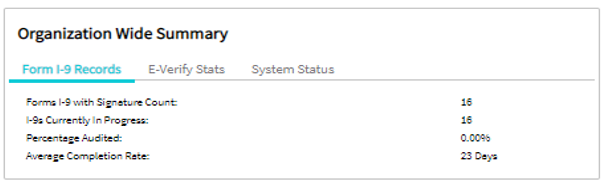 Organization Wide Summary
Form I-9 Records E-Verify Stats System Status
Forms I-9 with Signature Count: 16
I-9s Currently In Progress: 16
Percentage Audited: 0.00%
Average Completion Rate: 23 Days